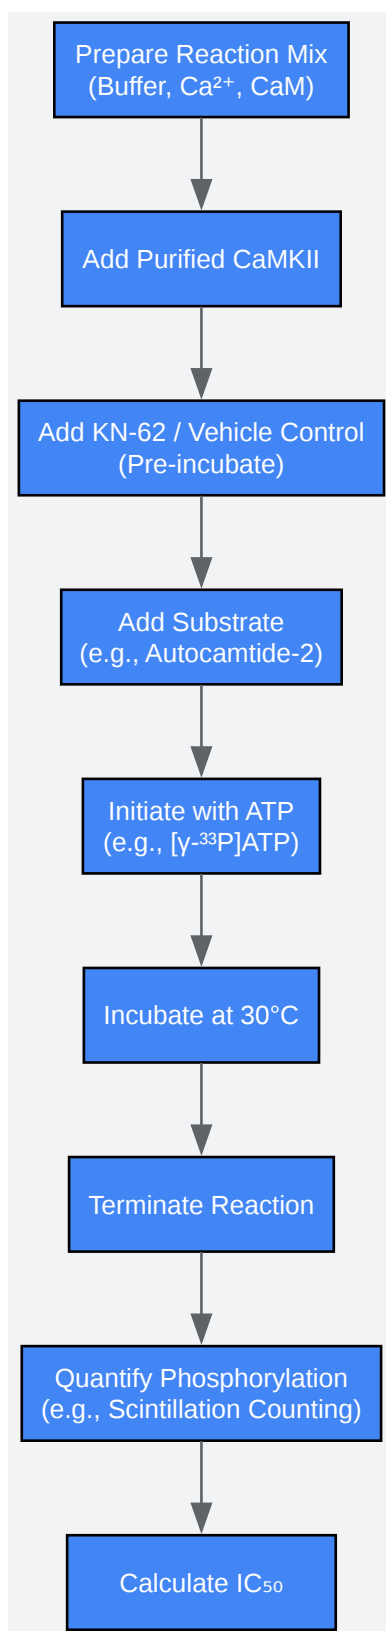 Prepare Reaction Mix
(Buffer, Ca²⁺, CaM)
Add Purified CaMKII
Add KN-62 / Vehicle Control
(Pre-incubate)
Add Substrate
(e.g., Autocamtide-2)
Initiate with ATP
(e.g., [γ-³³P]ATP)
Incubate at 30°C
Terminate Reaction
Quantify Phosphorylation
(e.g., Scintillation Counting)
Calculate IC₅₀